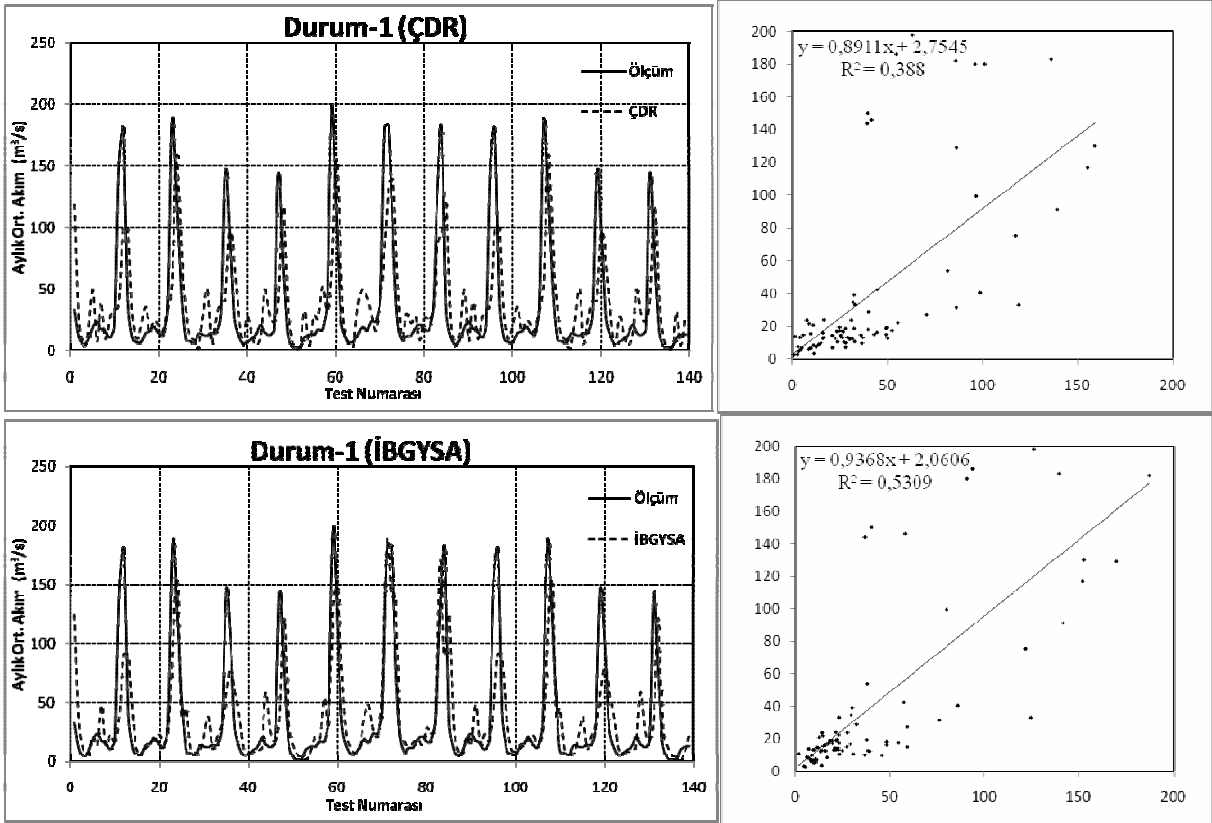 Durum-1 (ÇDR)
250
200
150
100
50
0
Aylık Ort. Akım (m³/s)
Ölçüm
ÇDR
0 20 40 60 80 100 120 140
Test Numarası
200
180
160
140
120
100
80
60
40
20
0
y = 0,8911x + 2,7545
R² = 0,388
0 50 100 150 200
Durum-1 (İBGYSA)
250
200
150
100
50
0
Aylık Ort. Akım (m³/s)
Ölçüm
İBGYSA
0 20 40 60 80 100 120 140
Test Numarası
200
180
160
140
120
100
80
60
40
20
0
y = 0,9368x + 2,0606
R² = 0,5309
0 50 100 150 200